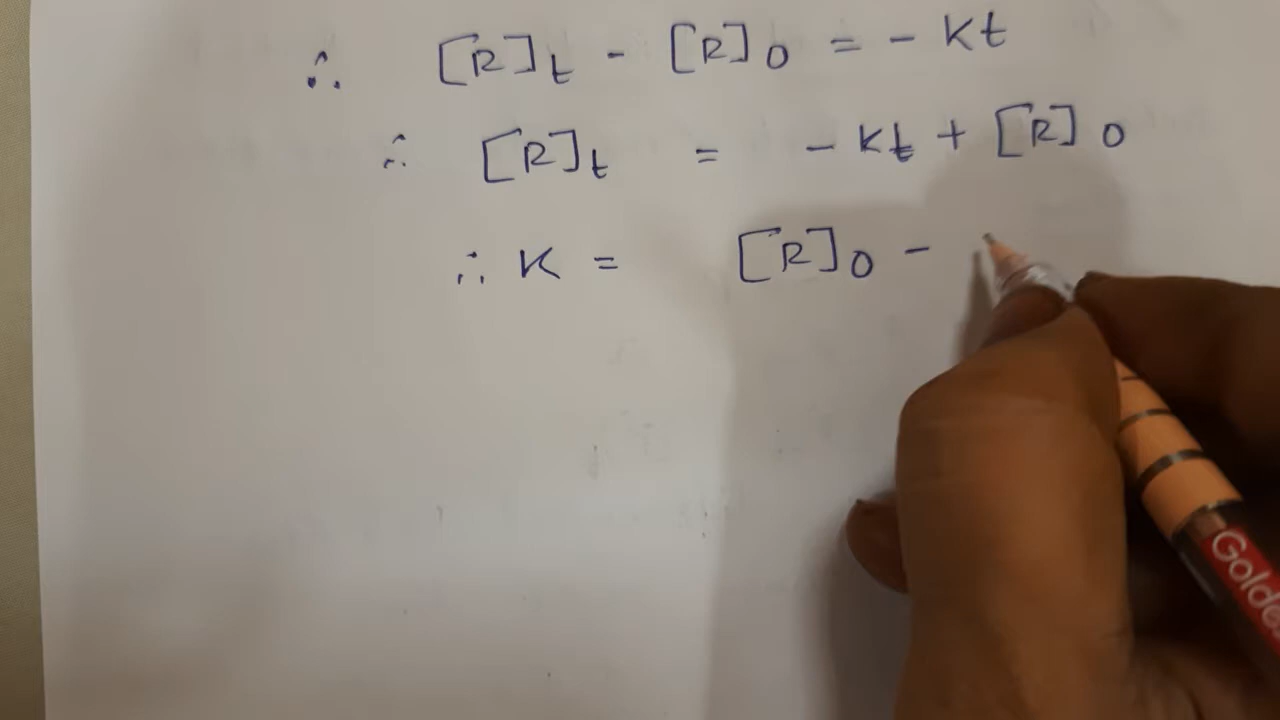 ∴ [R]t - [R]0 = - Kt
∴ [R]t = - Kt + [R]0
∴ K = [R]0 -
Golde